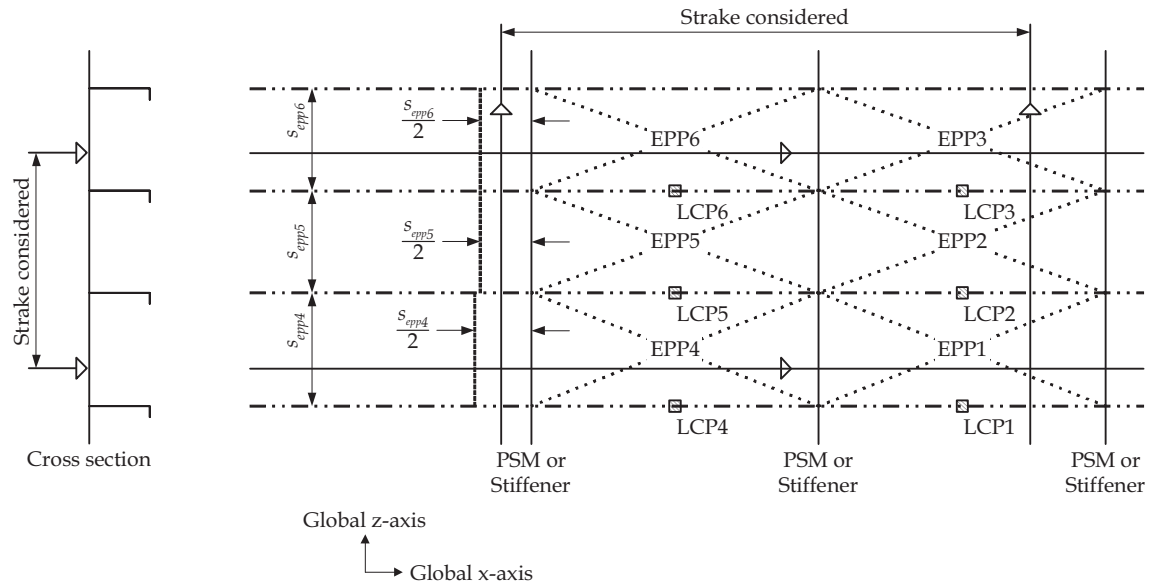 Strake considered
s_epp6
s_epp6
2
EPP6
EPP3
Strake considered
LCP6
LCP3
s_epp5
s_epp5
2
EPP5
EPP2
LCP5
LCP2
s_epp4
s_epp4
2
EPP4
EPP1
LCP4
LCP1
Cross section
PSM or
Stiffener
PSM or
Stiffener
PSM or
Stiffener
Global z-axis
Global x-axis